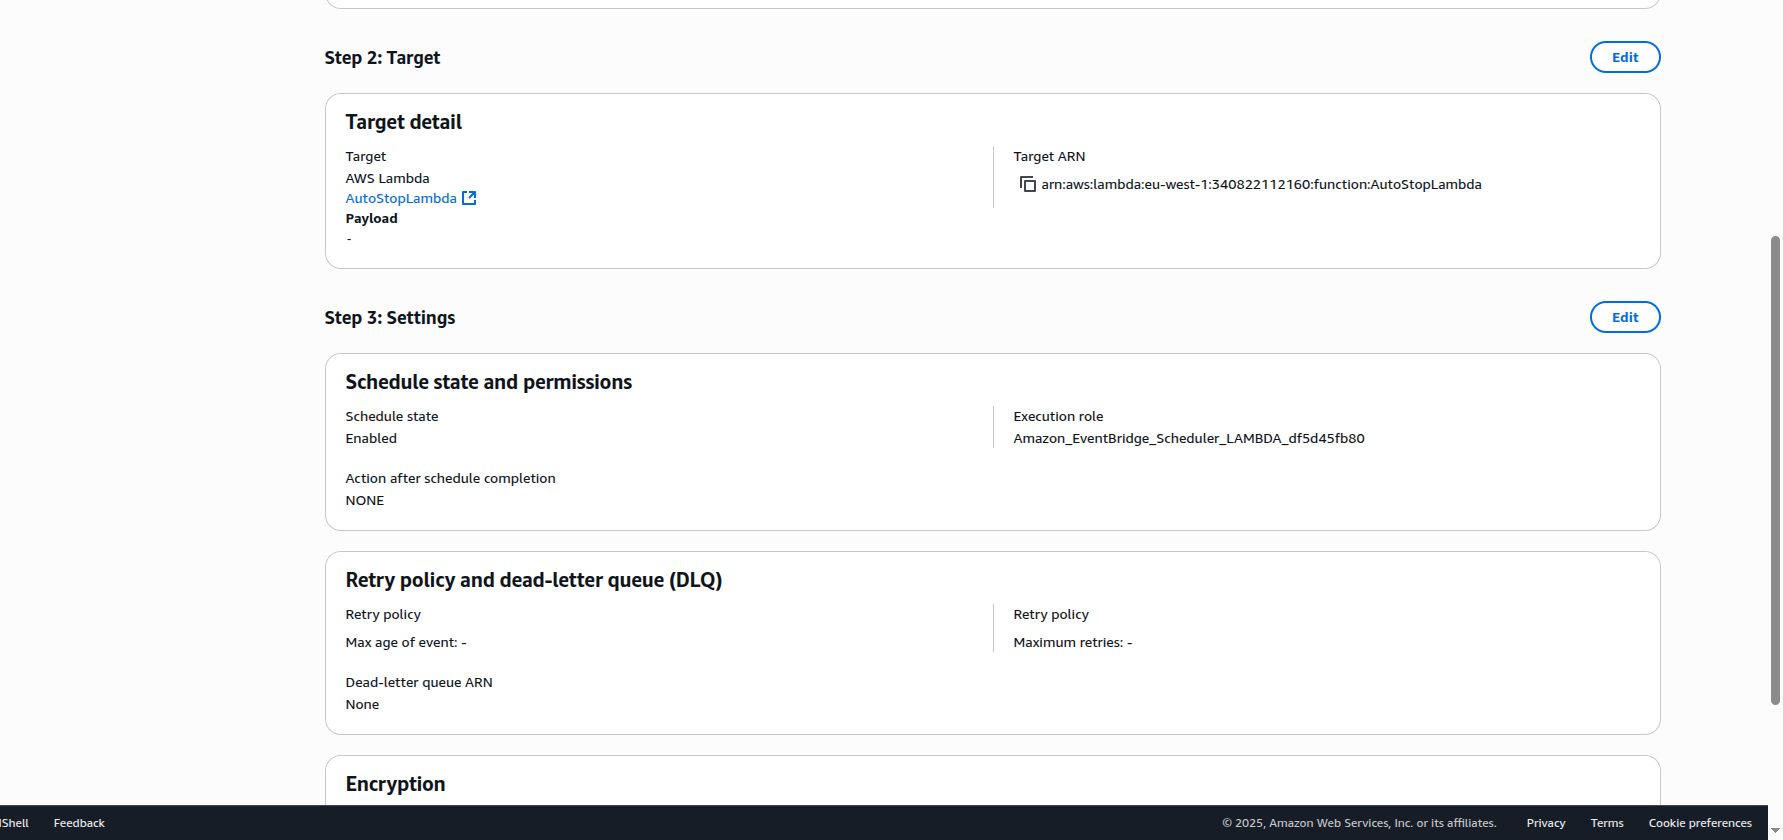 Step 2: Target
Edit
Target detail
Target
AWS Lambda
AutoStopLambda
Payload
-
Target ARN
arn:aws:lambda:eu-west-1:340822112160:function:AutoStopLambda
Step 3: Settings
Edit
Schedule state and permissions
Schedule state
Enabled
Execution role
Amazon_EventBridge_Scheduler_LAMBDA_df5d45fb80
Action after schedule completion
NONE
Retry policy and dead-letter queue (DLQ)
Retry policy
Max age of event: -
Retry policy
Maximum retries: -
Dead-letter queue ARN
None
Encryption
Shell Feedback © 2025, Amazon Web Services, Inc. or its affiliates. Privacy Terms Cookie preferences